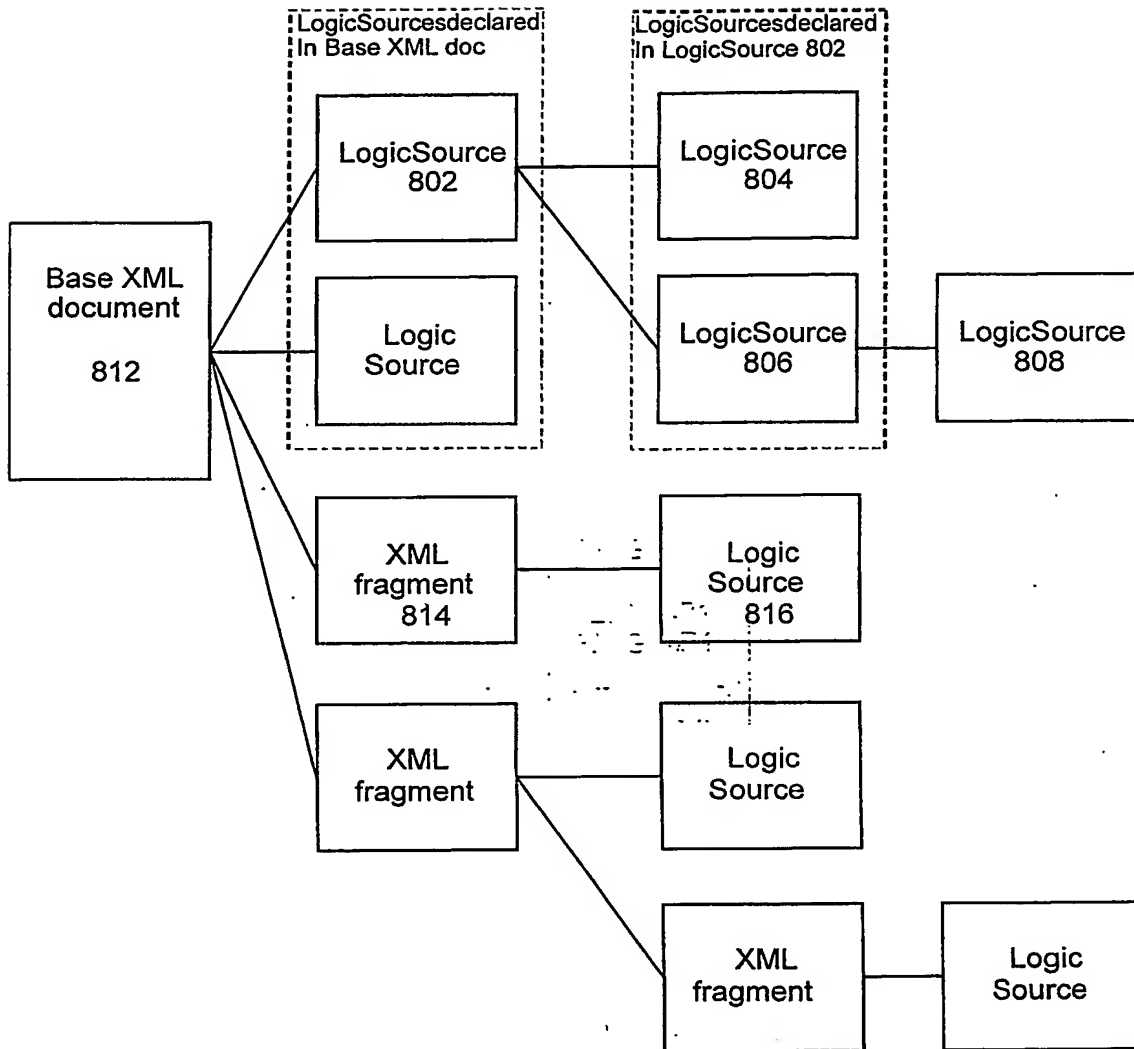 LogicSourcesdeclared
In Base XML doc
LogicSourcesdeclared
In LogicSource 802
LogicSource
802
LogicSource
804
Base XML
document
812
Logic
Source
LogicSource
806
LogicSource
808
XML
fragment
814
Logic
Source
816
XML
fragment
Logic
Source
XML
fragment
Logic
Source